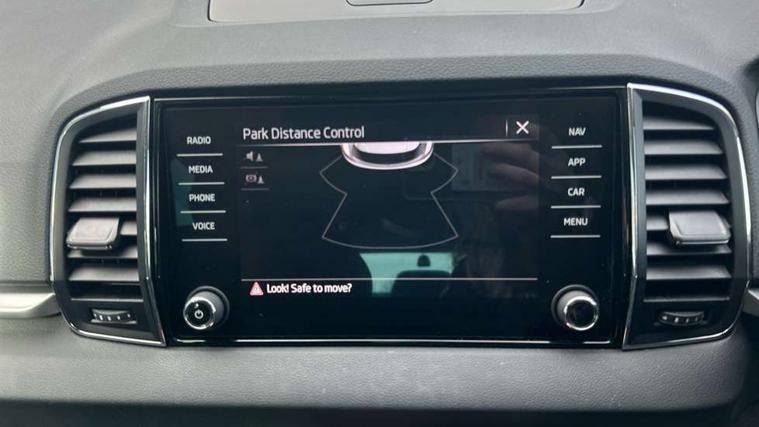 RADIO
MEDIA
PHONE
VOICE
Park Distance Control
Look! Safe to move?
NAV
APP
CAR
MENU